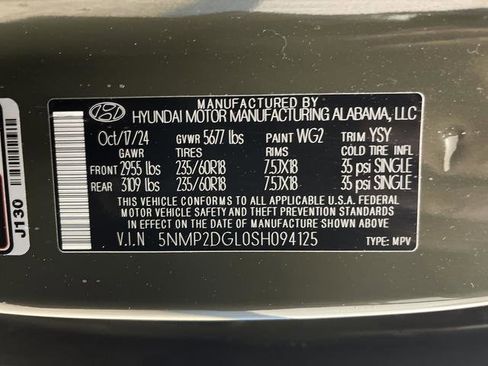 MANUFACTURED BY
HYUNDAI MOTOR MANUFACTURING ALABAMA, LLC
Oct/17/24 GVWR 5677 lbs PAINT WG2 TRIM YSY
GAWR TIRES RIMS COLD TIRE INFL
FRONT 2955 lbs 235/60R18 7.5JX18 35 psi SINGLE
REAR 3109 lbs 235/60R18 7.5JX18 35 psi SINGLE
THIS VEHICLE CONFORMS TO ALL APPLICABLE U.S.A. FEDERAL
MOTOR VEHICLE SAFETY AND THEFT PREVENTION STANDARDS
IN EFFECT ON THE DATE OF MANUFACTURE SHOWN ABOVE.
V.I.N 5NMP2DGL0SH094125 TYPE: MPV
J130